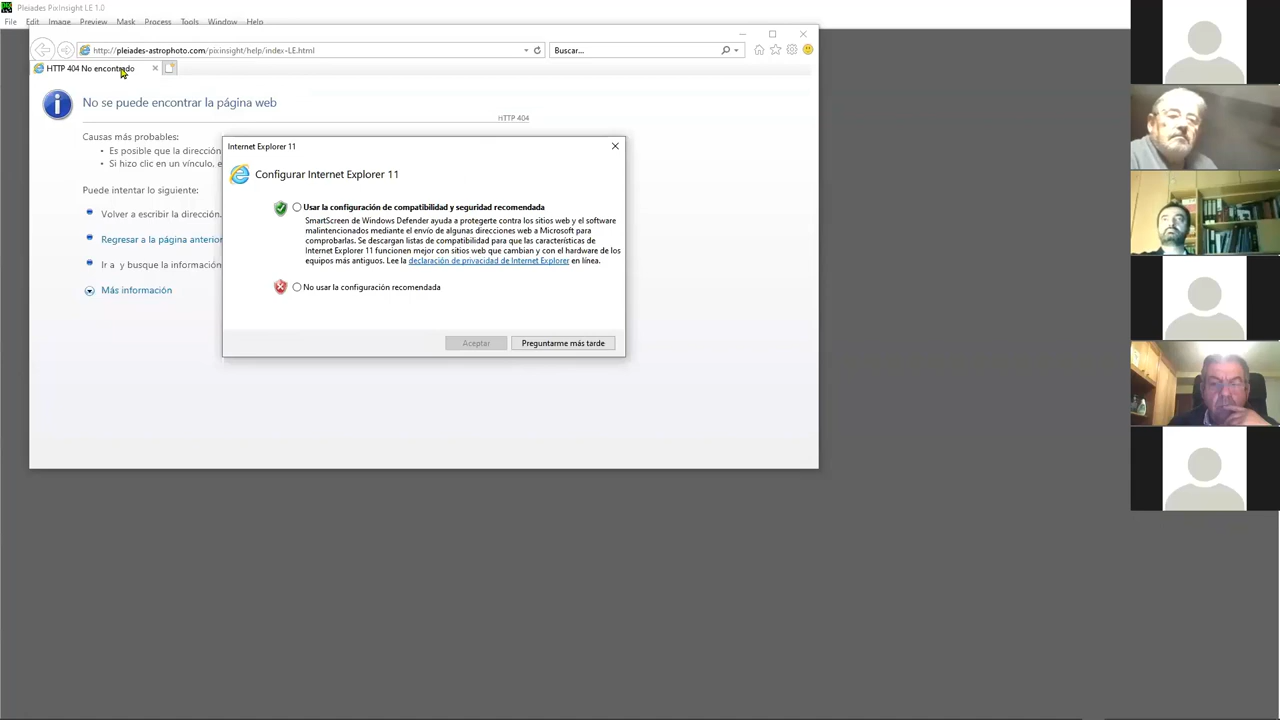 Pleiades PixInsight LE 1.0
File Edit Image Preview Mask Process Tools Window Help
http://pleiades-astrophoto.com/pixinsight/help/index-LE.html
Buscar...
HTTP 404 No encontrado
No se puede encontrar la página web
HTTP 404
Causas más probables:
Es posible que la dirección
Si hizo clic en un vínculo, e
Puede intentar lo siguiente:
Volver a escribir la dirección.
Regresar a la página anterior
Ir a y busque la información
Más información
Internet Explorer 11
Configurar Internet Explorer 11
Usar la configuración de compatibilidad y seguridad recomendada
SmartScreen de Windows Defender ayuda a protegerte contra los sitios web y el software
malintencionados mediante el envío de algunas direcciones web a Microsoft para
comprobarlas. Se descargan listas de compatibilidad para que las características de
Internet Explorer 11 funcionen mejor con sitios web que cambian y con el hardware de los
equipos más antiguos. Lee la declaración de privacidad de Internet Explorer en línea.
No usar la configuración recomendada
Aceptar
Preguntarme más tarde